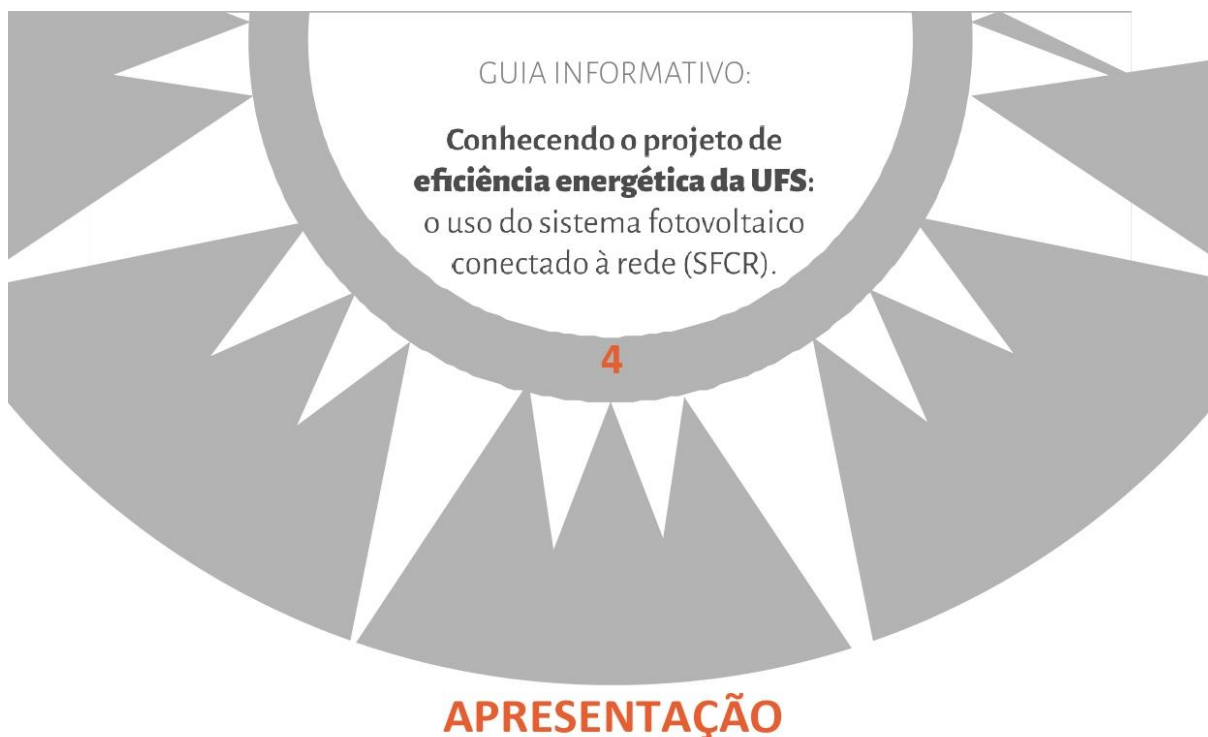 GUIA INFORMATIVO:
Conhecendo o projeto de
eficiência energética da UFS:
o uso do sistema fotovoltaico
conectado à rede (SFCR).
4
APRESENTAÇÃO